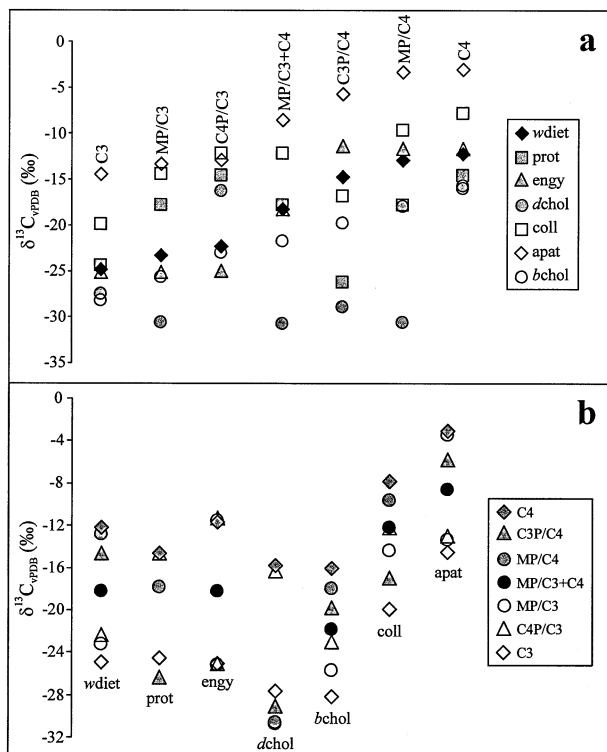 a
0
-5
-10
-15
-20
-25
-30
-35
δ¹³CvPDB (‰)
C3
MP/C3
C4P/C3
MP/C3+C4
C3P/C4
MP/C4
C4
wdiet
prot
engy
dchol
coll
apat
bchol
b
0
-4
-8
-12
-16
-20
-24
-28
-32
δ¹³CvPDB (‰)
wdiet
prot
engy
dchol
bchol
coll
apat
C4
C3P/C4
MP/C4
MP/C3+C4
MP/C3
C4P/C3
C3